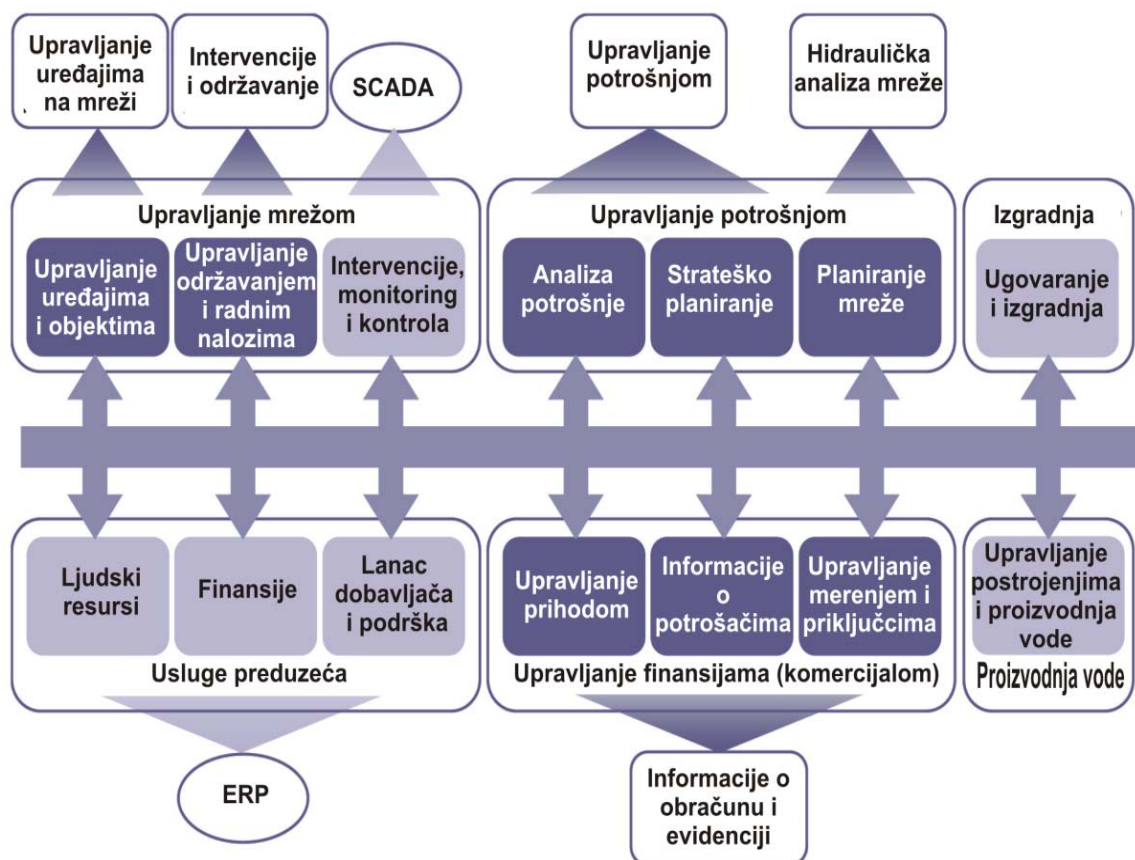 Upravljanje
uređajima
na mreži
Intervencije
i održavanje
SCADA
Upravljanje
potrošnjom
Hidraulička
analiza mreže
Upravljanje mrežom
Upravljanje
uređajima
i objektima
Upravljanje
održavanjem
i radnim
nalozima
Intervencije,
monitoring
i kontrola
Upravljanje potrošnjom
Analiza
potrošnje
Strateško
planiranje
Planiranje
mreže
Izgradnja
Ugovaranje
i izgradnja
Ljudski
resursi
Finansije
Lanac
dobavljača
i podrška
Usluge preduzeća
Upravljanje
prihodom
Informacije
o
potrošačima
Upravljanje
merenjem i
priključcima
Upravljanje finansijama (komercijalom)
Upravljanje
postrojenjima
i proizvodnja
vode
Proizvodnja vode
ERP
Informacije o
obračunu i
evidenciji